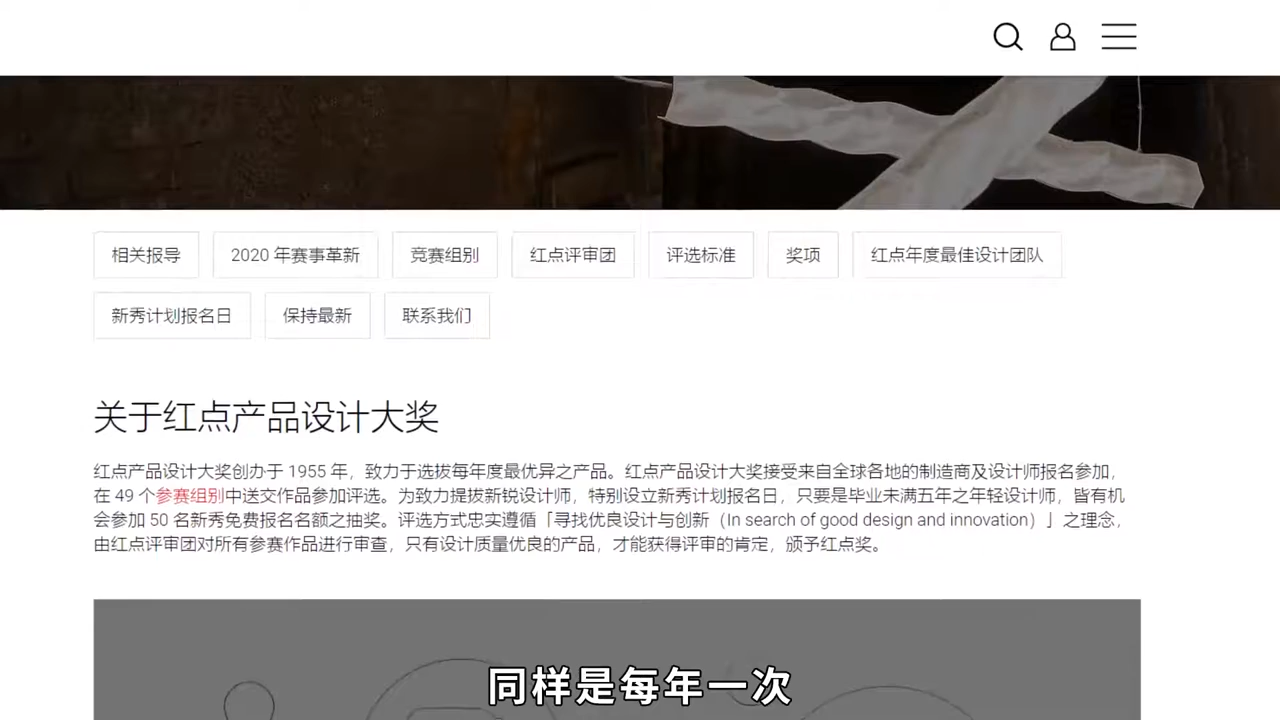 相关报导 2020 年赛事革新 竞赛组别 红点评审团 评选标准 奖项 红点年度最佳设计团队
新秀计划报名日 保持最新 联系我们
关于红点产品设计大奖
红点产品设计大奖创办于 1955 年，致力于选拔每年度最优异之产品。红点产品设计大奖接受来自全球各地的制造商及设计师报名参加，
在 49 个参赛组别中送交作品参加评选。为致力提拔新锐设计师，特别设立新秀计划报名日，只要是毕业未满五年之年轻设计师，皆有机
会参加 50 名新秀免费报名名额之抽奖。评选方式忠实遵循「寻找优良设计与创新（In search of good design and innovation）」之理念，
由红点评审团对所有参赛作品进行审查，只有设计质量优良的产品，才能获得评审的肯定，颁予红点奖。
同样是每年一次